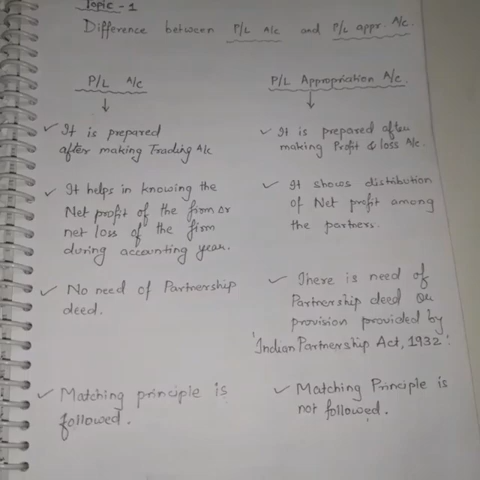 Topic - 1
Difference between P/L A/c and P/L appr. A/c.
P/L A/c
It is prepared
after making Trading A/c
It helps in knowing the
Net profit of the firm or
net loss of the firm
during accounting year.
No need of Partnership
deed.
Matching principle is
followed.
P/L Appropriation A/c.
It is prepared after
making Profit & loss A/c.
It shows distribution
of Net profit among
the partners.
There is need of
Partnership deed Or
provision provided by
'Indian Partnership Act, 1932'.
Matching Principle is
not followed.